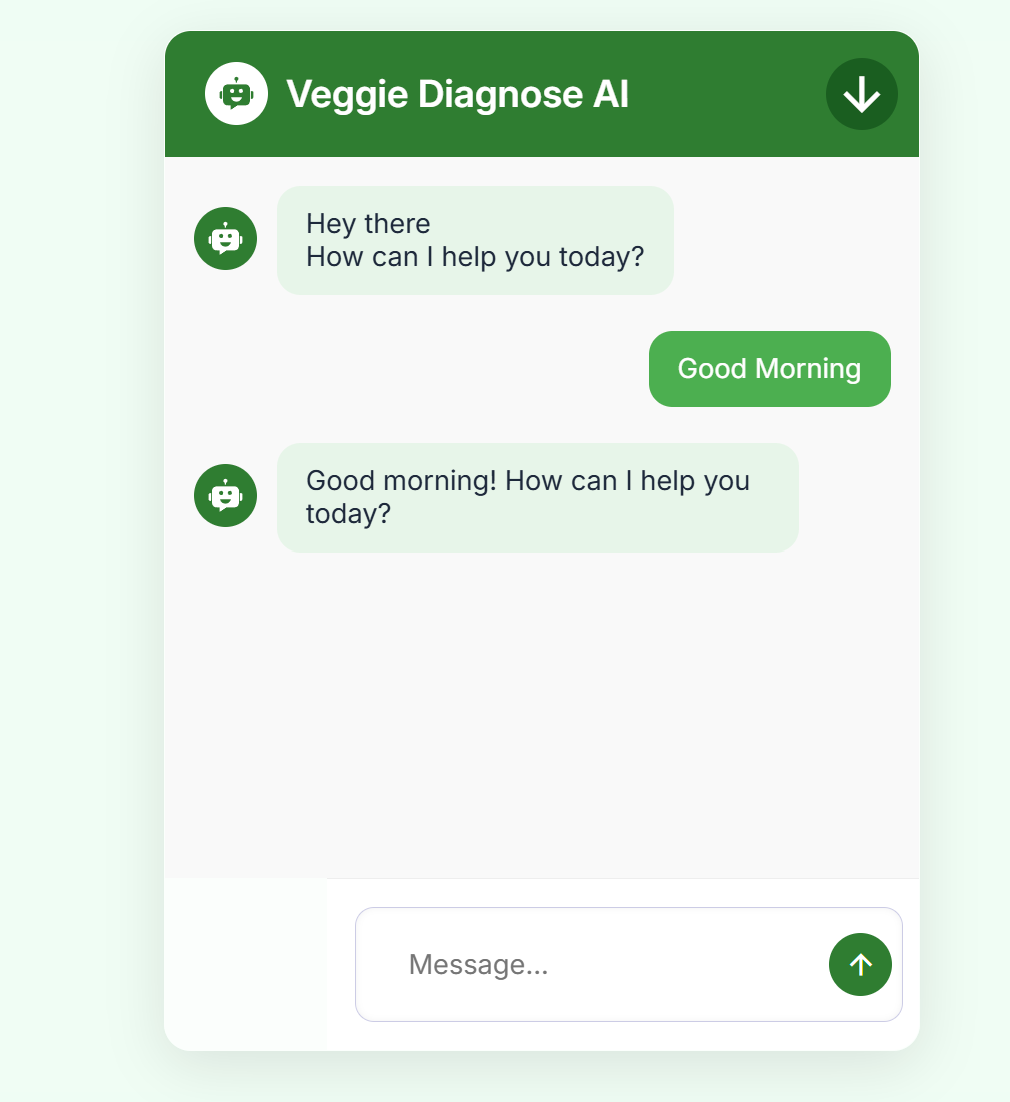 Veggie Diagnose AI
Hey there
How can I help you today?
Good Morning
Good morning! How can I help you
today?
Message...